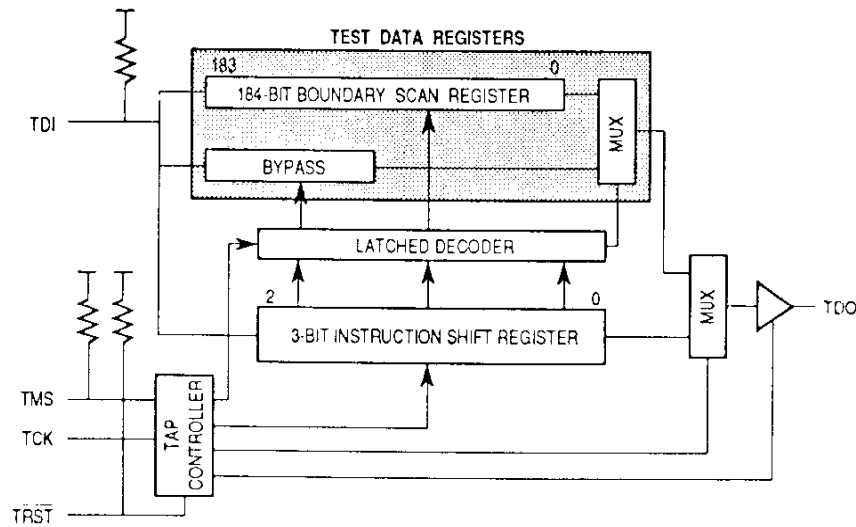 TEST DATA REGISTERS
183
0
184-BIT BOUNDARY SCAN REGISTER
TDI
MUX
BYPASS
LATCHED DECODER
2
0
3-BIT INSTRUCTION SHIFT REGISTER
MUX
TDO
TMS
TAP CONTROLLER
TCK
TRST